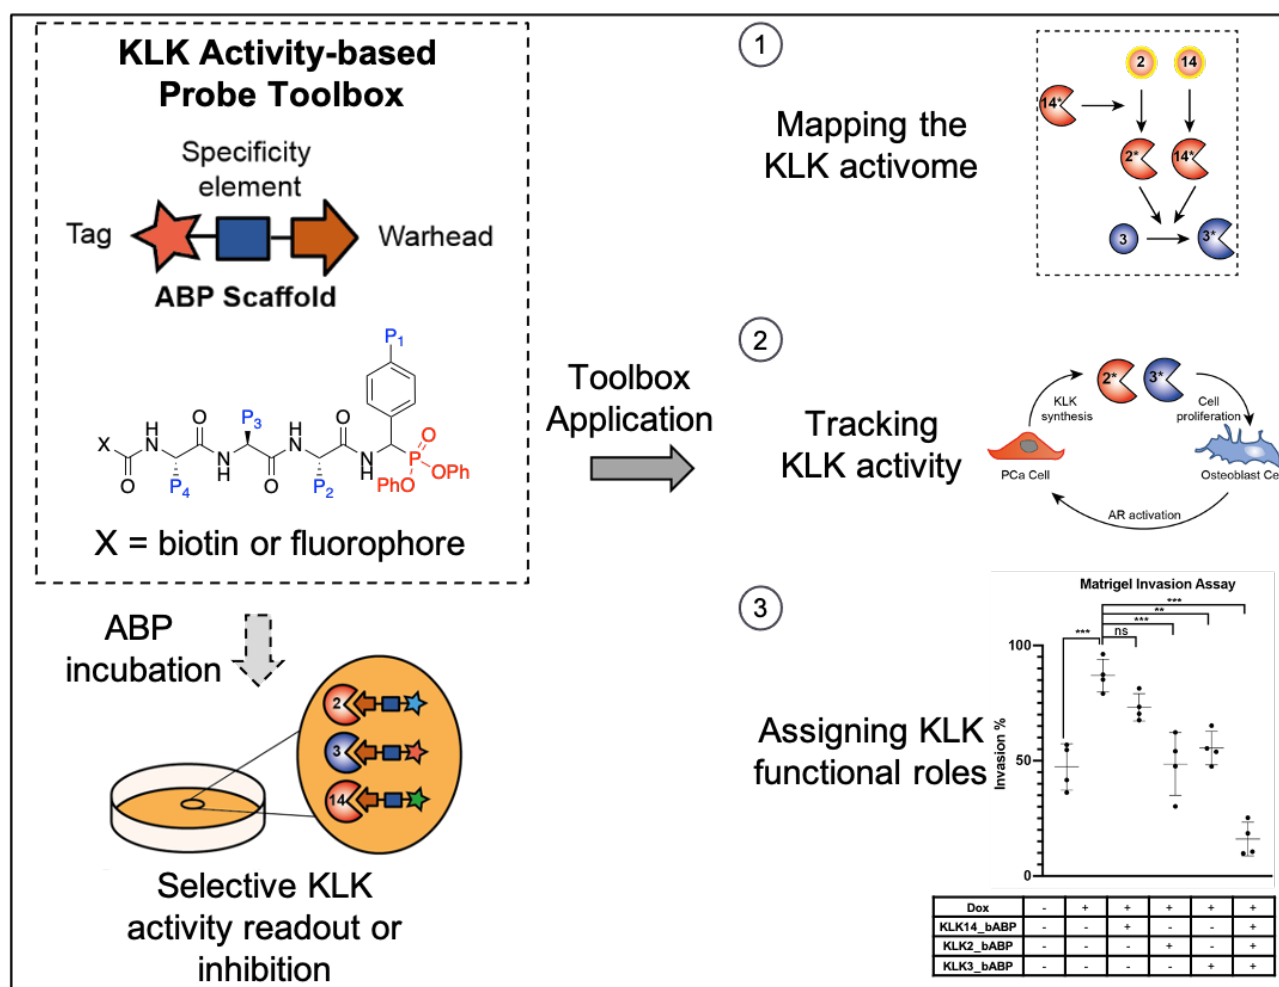 KLK Activity-based
Probe Toolbox
Specificity
element
Tag
Warhead
ABP Scaffold
P1
O
P3
O
O
X
N
H
N
H
N
H
N
H
P
OPh
PhO
O
P4
O
P2
X = biotin or fluorophore
ABP
incubation
2
3
14
Selective KLK
activity readout or
inhibition
Toolbox
Application
1
Mapping the
KLK activome
2
14
14*
2*
14*
3
3*
2
Tracking
KLK activity
2*
3*
KLK
synthesis
Cell
proliferation
PCa Cell
Osteoblast Ce
AR activation
3
Assigning KLK
functional roles
Matrigel Invasion Assay
***
**
***
*** ns
100
50
0
Invasion %
Dox - + + + + +
KLK14_bABP - - + - - +
KLK2_bABP - - - + - +
KLK3_bABP - - - - + +